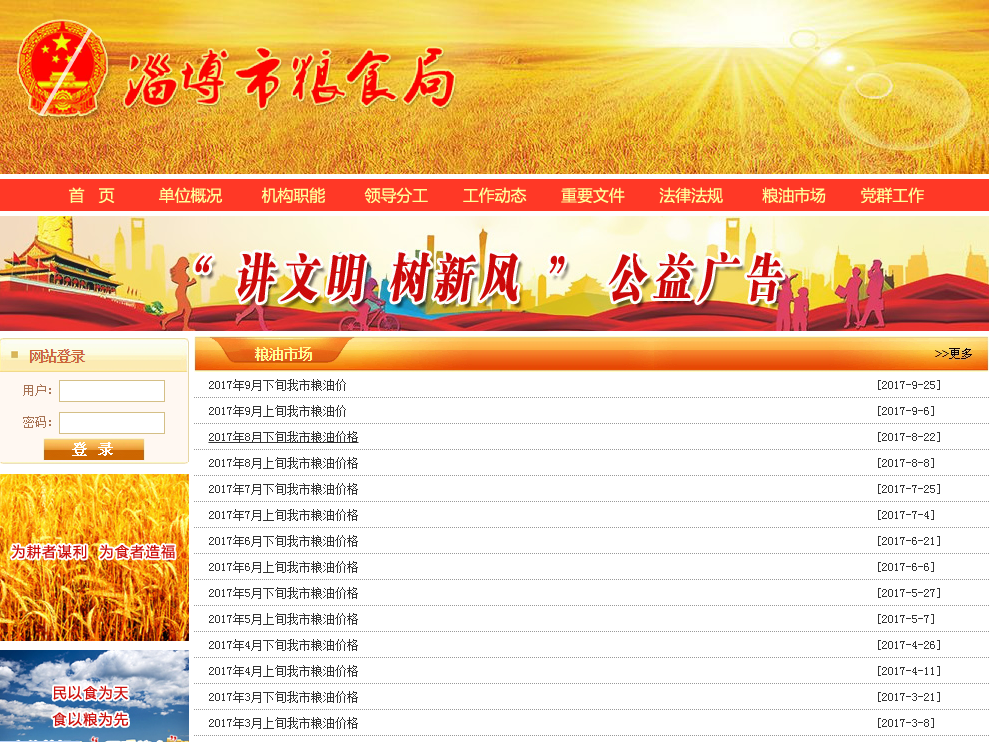 淄博市粮食局
首 页 单位概况 机构职能 领导分工 工作动态 重要文件 法律法规 粮油市场 党群工作
“ 讲文明 树新风 ” 公益广告
网站登录
用户：
密码：
登 录
为耕者谋利 为食者造福
民以食为天
食以粮为先
粮油市场 >>更多
2017年9月下旬我市粮油价 [2017-9-25]
2017年9月上旬我市粮油价 [2017-9-6]
2017年8月下旬我市粮油价格 [2017-8-22]
2017年8月上旬我市粮油价格 [2017-8-8]
2017年7月下旬我市粮油价格 [2017-7-25]
2017年7月上旬我市粮油价格 [2017-7-4]
2017年6月下旬我市粮油价格 [2017-6-21]
2017年6月上旬我市粮油价格 [2017-6-6]
2017年5月下旬我市粮油价格 [2017-5-27]
2017年5月上旬我市粮油价格 [2017-5-7]
2017年4月下旬我市粮油价格 [2017-4-26]
2017年4月上旬我市粮油价格 [2017-4-11]
2017年3月下旬我市粮油价格 [2017-3-21]
2017年3月上旬我市粮油价格 [2017-3-8]